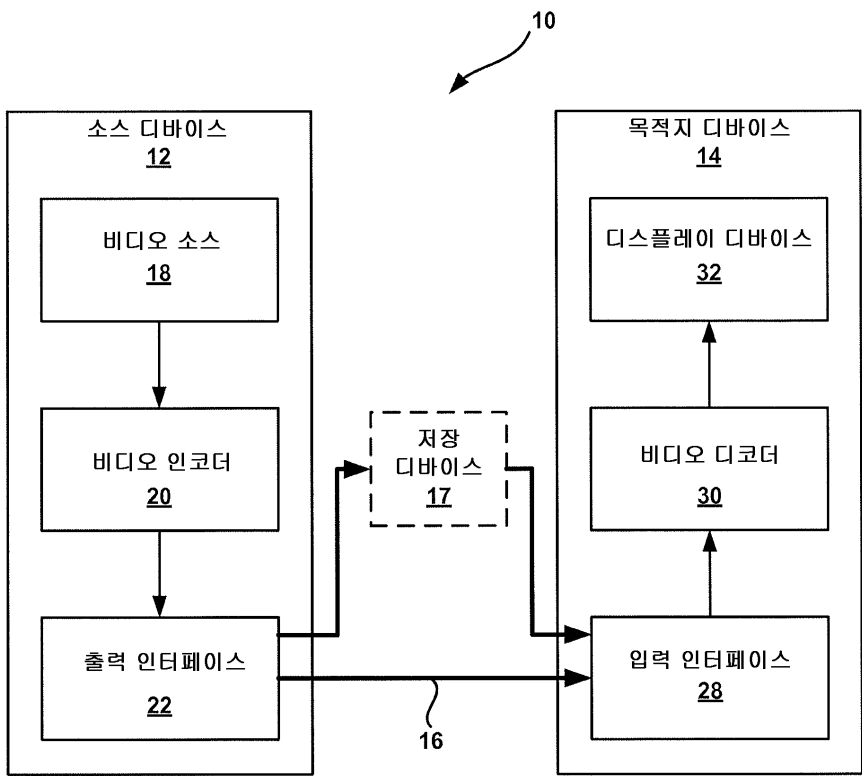 10
소스 디바이스
12
비디오 소스
18
비디오 인코더
20
출력 인터페이스
22
저장
디바이스
17
16
목적지 디바이스
14
디스플레이 디바이스
32
비디오 디코더
30
입력 인터페이스
28